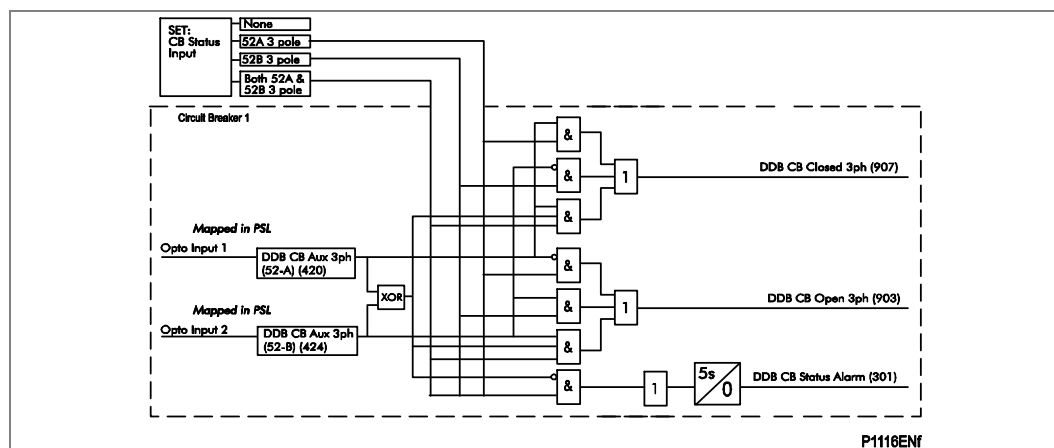 SET:
CB Status
Input
None
52A 3 pole
52B 3 pole
Both 52A &
52B 3 pole
Circuit Breaker 1
&
&
1
DDB CB Closed 3ph (907)
&
Mapped in PSL
Opto Input 1
DDB CB Aux 3ph
(52-A) (420)
&
XOR
&
1
DDB CB Open 3ph (903)
Mapped in PSL
Opto Input 2
DDB CB Aux 3ph
(52-B) (424)
&
&
1
5s
0
DDB CB Status Alarm (301)
P1116ENf